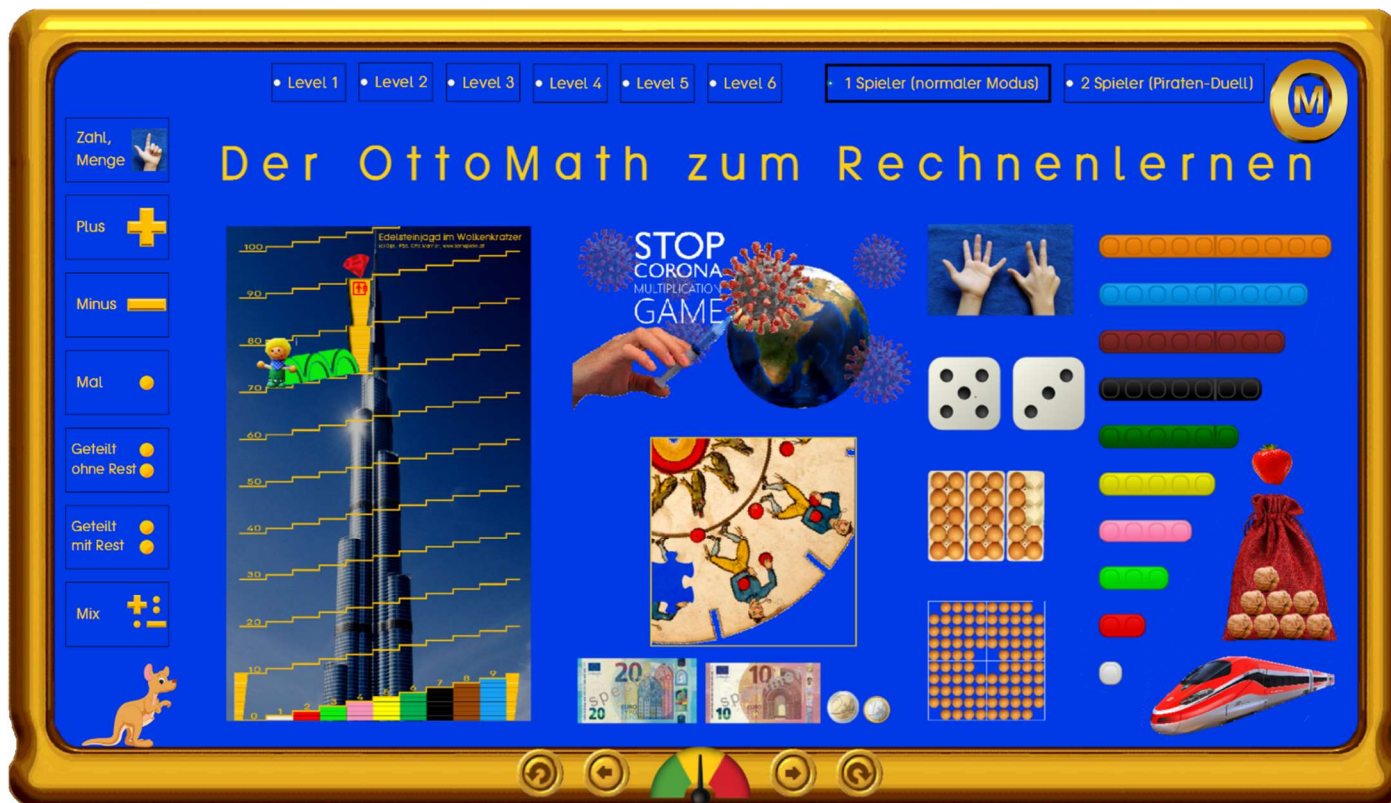 Level 1
Level 2
Level 3
Level 4
Level 5
Level 6
1 Spieler (normaler Modus)
2 Spieler (Piraten-Duell)
M
Zahl,
Menge
Plus
Minus
Mal
Geteilt
ohne Rest
Geteilt
mit Rest
Mix
Der OttoMath zum Rechnenlernen
Edelsteinjagd im Wolkenkratzer
100
90
80
70
60
50
40
30
20
10
0
1
2
3
4
6
7
8
9
STOP
CORONA
MULTIPLICATION
GAME
20
20
10
10